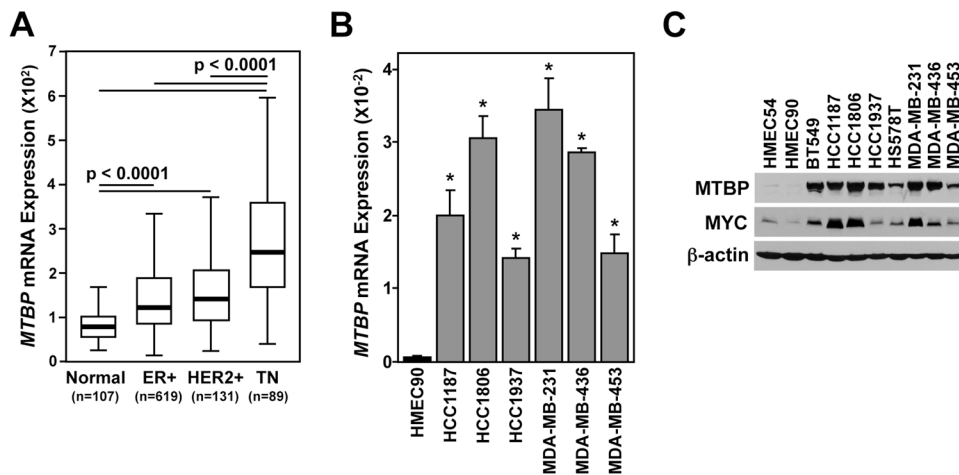 A
MTBP mRNA Expression (X10²)
7
6
5
4
3
2
1
0
p < 0.0001
p < 0.0001
Normal ER+ HER2+ TN
(n=107) (n=619) (n=131) (n=89)
B
MTBP mRNA Expression (X10⁻²)
4
3
2
1
0
* * * * * *
HMEC90
HCC1187
HCC1806
HCC1937
MDA-MB-231
MDA-MB-436
MDA-MB-453
C
HMEC54
HMEC90
BT549
HCC1187
HCC1806
HCC1937
HS578T
MDA-MB-231
MDA-MB-436
MDA-MB-453
MTBP
MYC
β-actin